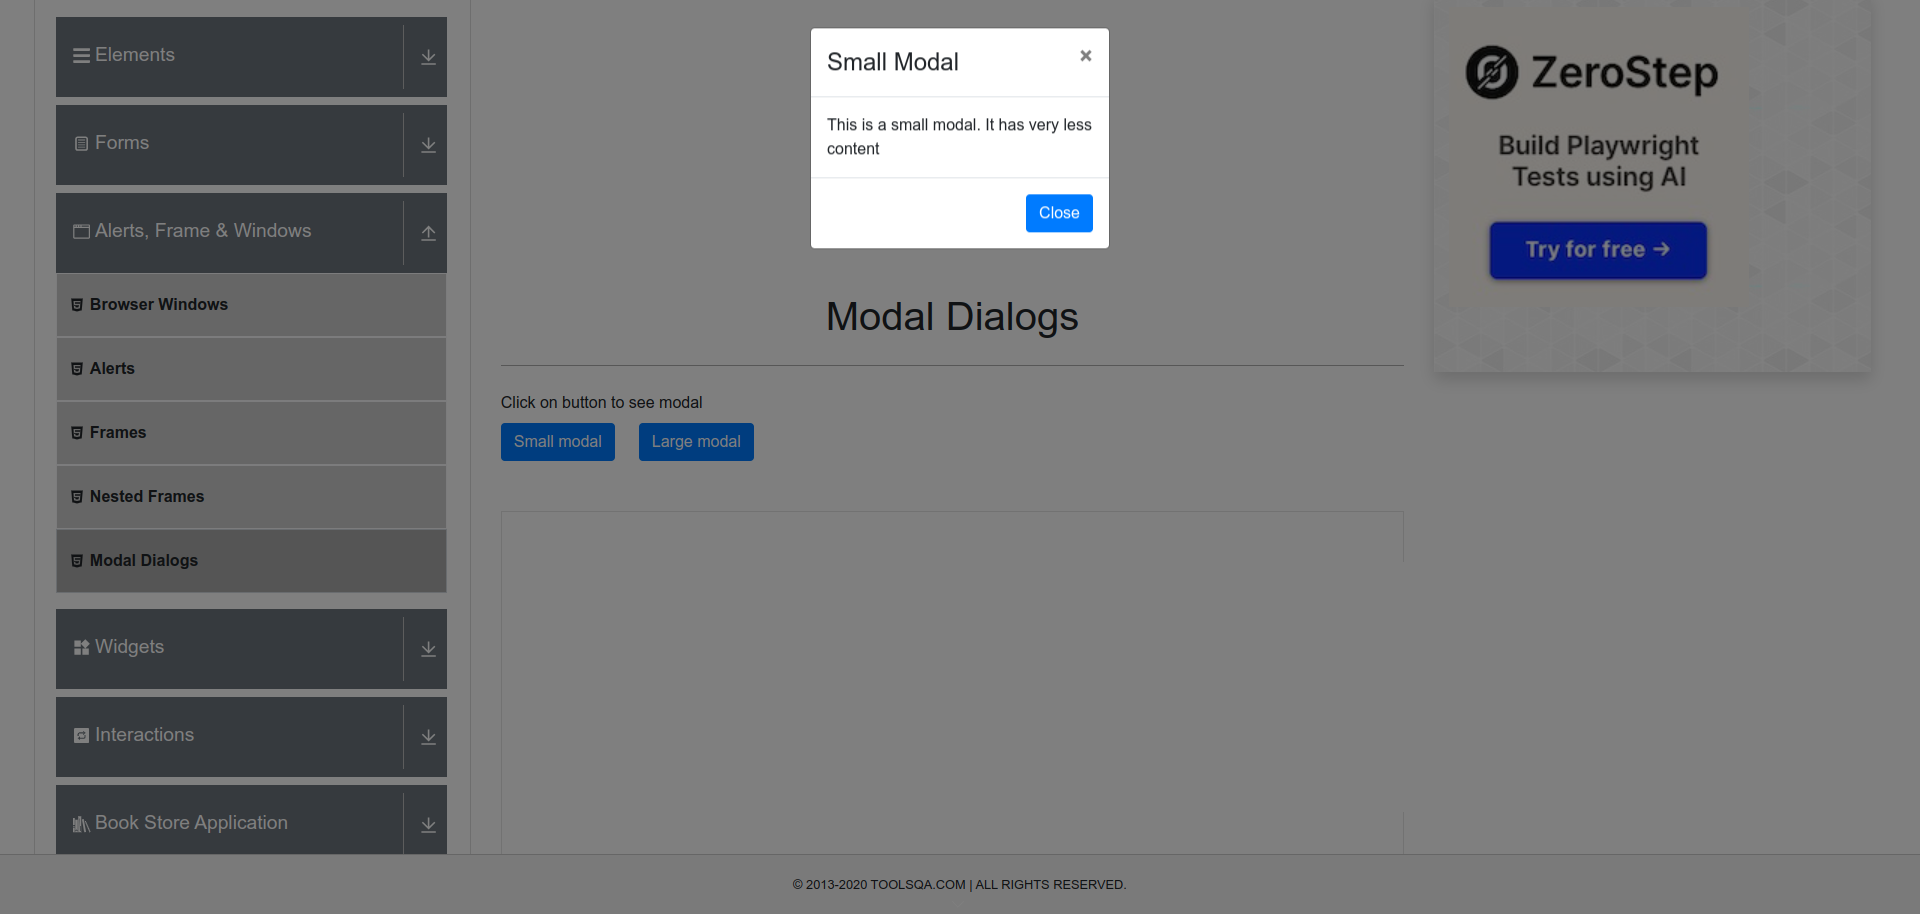 Elements
Forms
Alerts, Frame & Windows
Browser Windows
Alerts
Frames
Nested Frames
Modal Dialogs
Widgets
Interactions
Book Store Application
Small Modal
×
This is a small modal. It has very less
content
Close
Modal Dialogs
Click on button to see modal
Small modal
Large modal
ZeroStep
Build Playwright
Tests using AI
Try for free →
© 2013-2020 TOOLSQA.COM | ALL RIGHTS RESERVED.